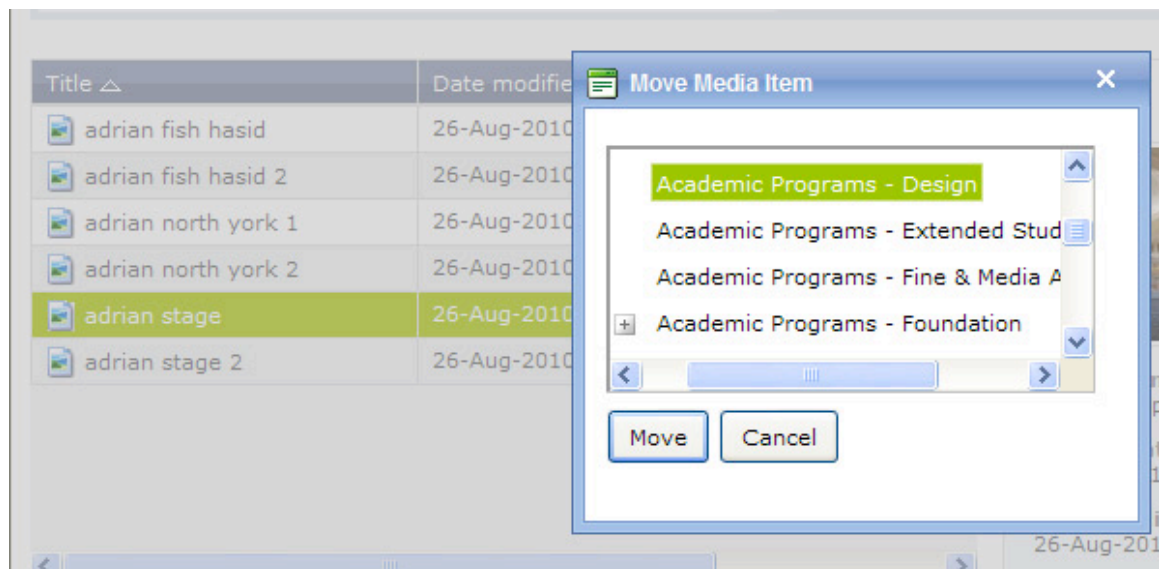 Title
Date modifie
adrian fish hasid
26-Aug-2010
adrian fish hasid 2
26-Aug-2010
adrian north york 1
26-Aug-2010
adrian north york 2
26-Aug-2010
adrian stage
26-Aug-2010
adrian stage 2
26-Aug-2010
Move Media Item
Academic Programs - Design
Academic Programs - Extended Stud
Academic Programs - Fine & Media A
Academic Programs - Foundation
Move
Cancel
26-Aug-201